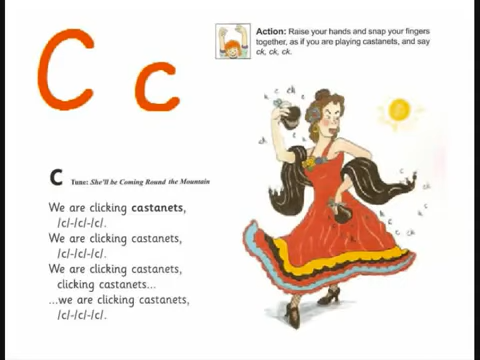 C c
Action: Raise your hands and snap your fingers
together, as if you are playing castanets, and say
ck, ck, ck.
c Tune: She'll be Coming Round the Mountain
We are clicking castanets,
/c/-/c/-/c/.
We are clicking castanets,
/c/-/c/-/c/.
We are clicking castanets,
clicking castanets...
...we are clicking castanets,
/c/-/c/-/c/.